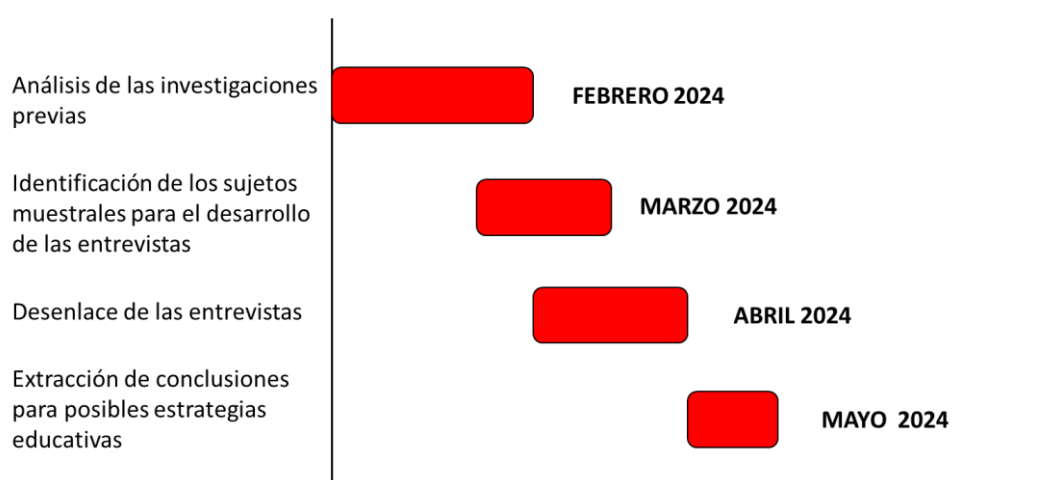 Análisis de las investigaciones
previas
FEBRERO 2024
Identificación de los sujetos
muestrales para el desarrollo
de las entrevistas
MARZO 2024
Desenlace de las entrevistas
ABRIL 2024
Extracción de conclusiones
para posibles estrategias
educativas
MAYO 2024